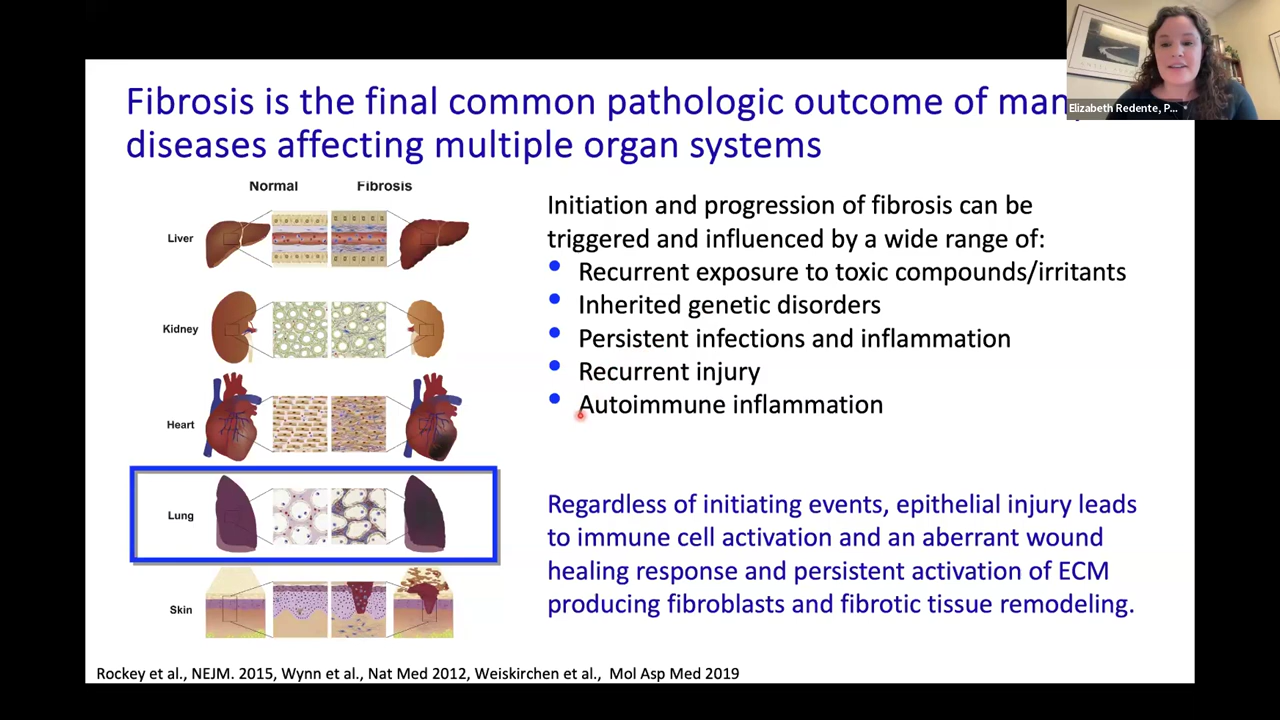 Elizabeth Redente, P...
Fibrosis is the final common pathologic outcome of many
diseases affecting multiple organ systems
Normal Fibrosis
Liver
Kidney
Heart
Lung
Skin
Initiation and progression of fibrosis can be
triggered and influenced by a wide range of:
• Recurrent exposure to toxic compounds/irritants
• Inherited genetic disorders
• Persistent infections and inflammation
• Recurrent injury
• Autoimmune inflammation
Regardless of initiating events, epithelial injury leads
to immune cell activation and an aberrant wound
healing response and persistent activation of ECM
producing fibroblasts and fibrotic tissue remodeling.
Rockey et al., NEJM. 2015, Wynn et al., Nat Med 2012, Weiskirchen et al., Mol Asp Med 2019